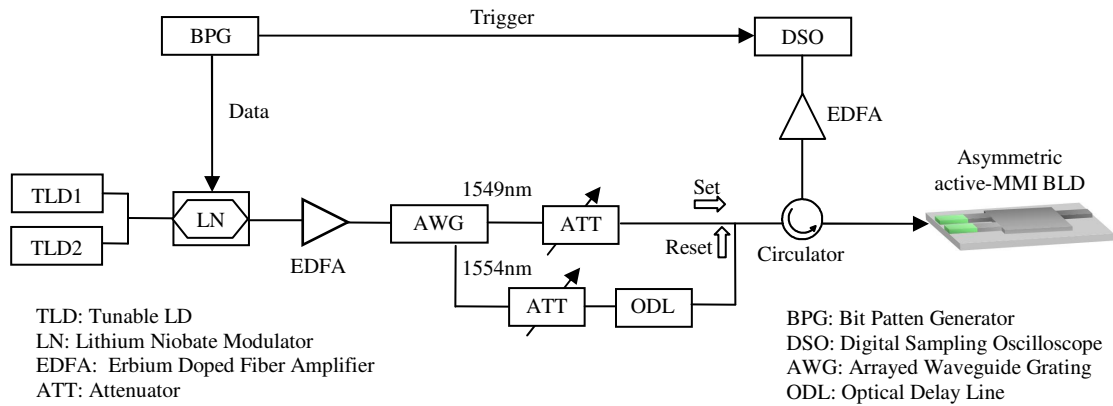 Trigger
BPG
DSO
Data
EDFA
Asymmetric
active-MMI BLD
TLD1
TLD2
LN
EDFA
AWG
1549nm
ATT
Set
Reset
Circulator
1554nm
ATT
ODL
TLD: Tunable LD
LN: Lithium Niobate Modulator
EDFA: Erbium Doped Fiber Amplifier
ATT: Attenuator
BPG: Bit Patten Generator
DSO: Digital Sampling Oscilloscope
AWG: Arrayed Waveguide Grating
ODL: Optical Delay Line